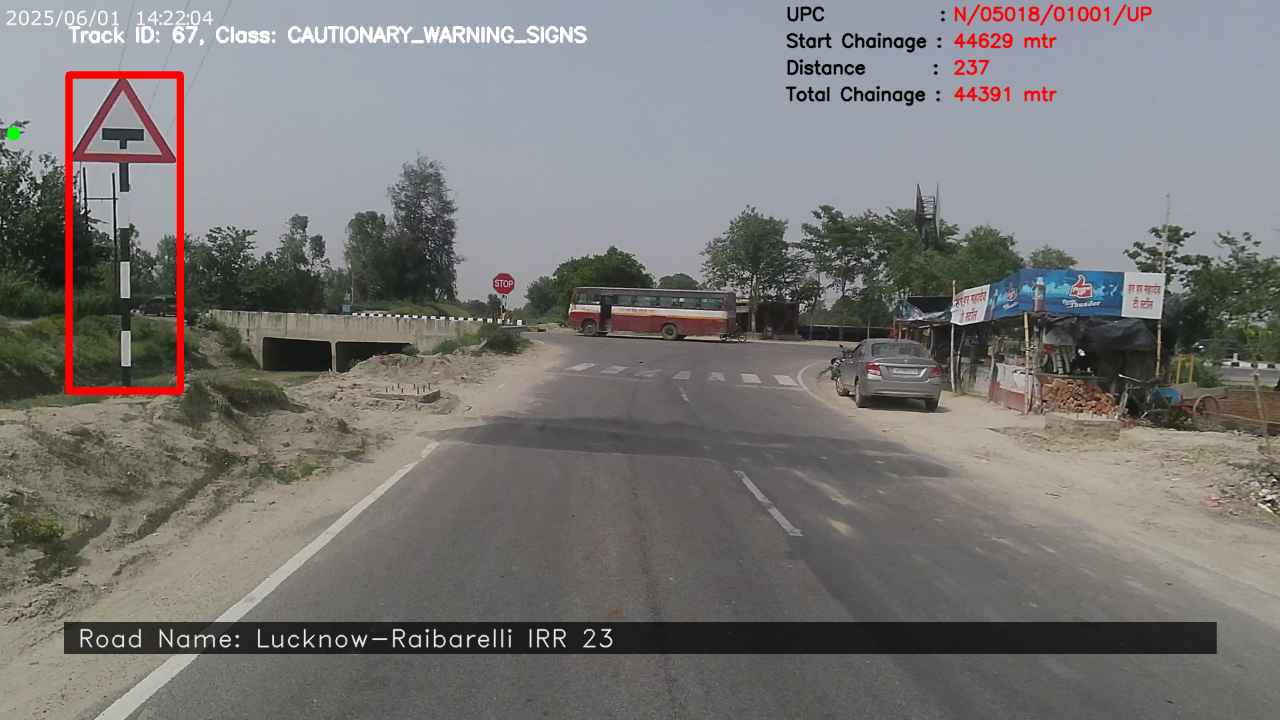 2025/06/01 14:22:04
Track ID: 67, Class: CAUTIONARY_WARNING_SIGNS
UPC : N/05018/01001/UP
Start Chainage : 44629 mtr
Distance : 237
Total Chainage : 44391 mtr
STOP
Thunder
Road Name: Lucknow-Raibarelli IRR 23